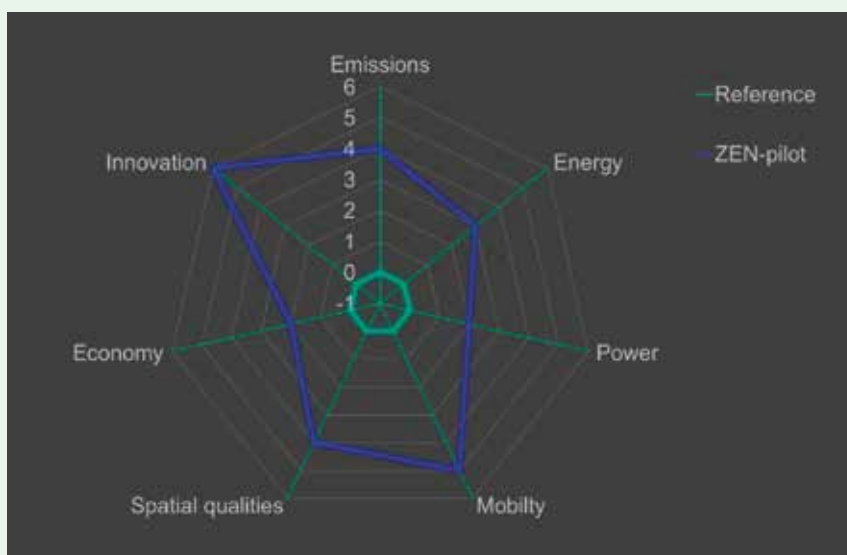 Emissions
6
5
4
3
2
1
0
-1
Reference
ZEN-pilot
Innovation
Energy
Economy
Power
Spatial qualities
Mobilty